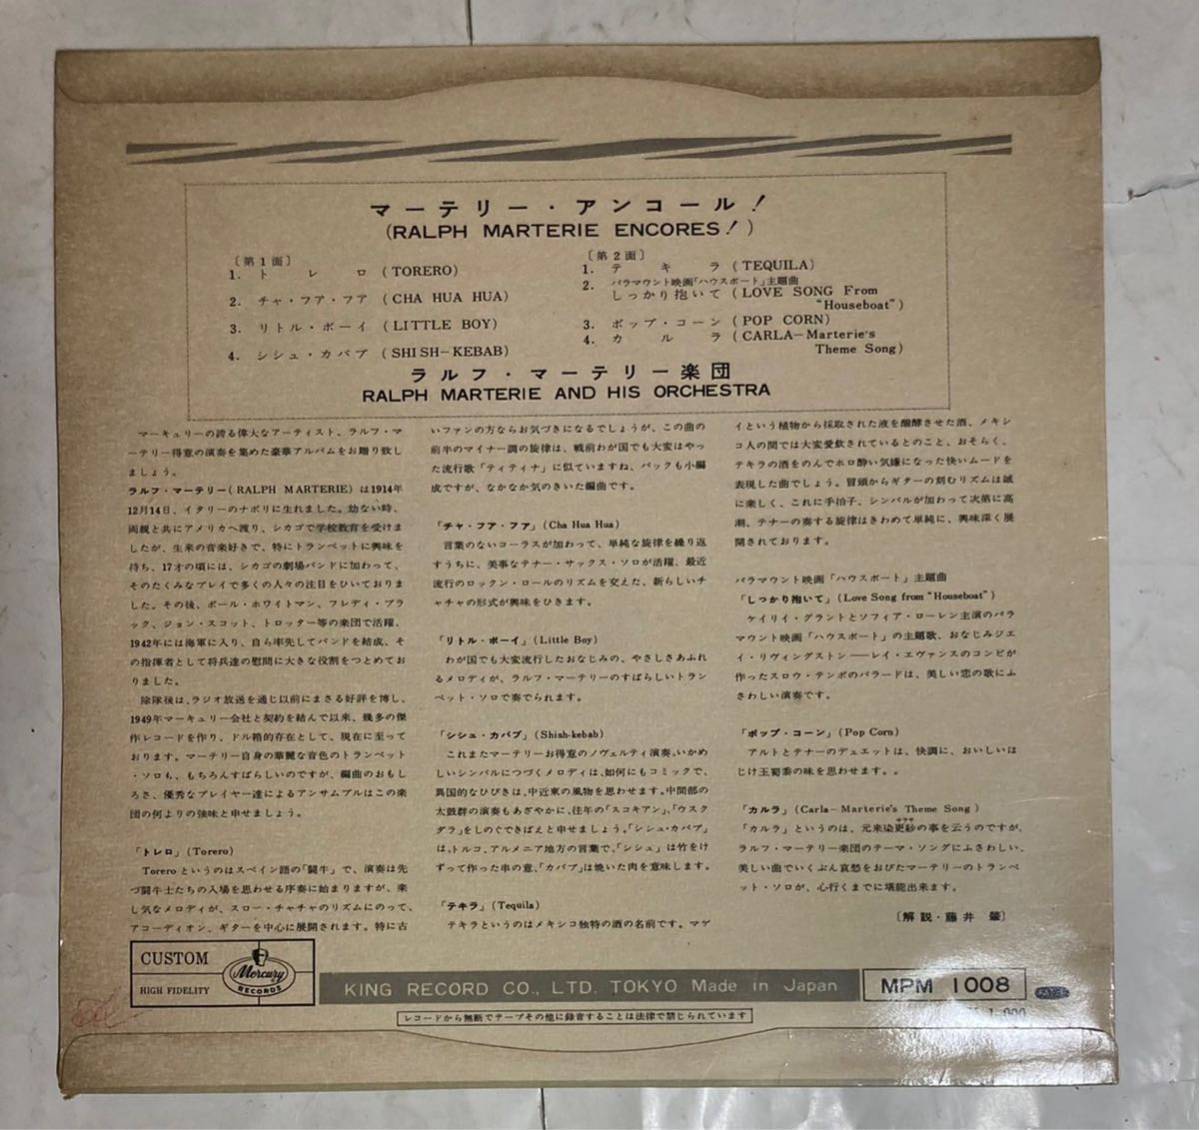 マーテリー・アンコール!
(RALPH MARTERIE ENCORES!)
〔第1面〕
1. トレロ (TORERO)
2. チャ・フア・フア (CHA HUA HUA)
3. リトル・ボーイ (LITTLE BOY)
4. シシュ・カバブ (SHISH-KEBAB)
〔第2面〕
1. テキラ (TEQUILA)
2. パラマウント映画「ハウスボート」主題曲
しっかり抱いて (LOVE SONG From
"Houseboat")
3. ポップ・コーン (POP CORN)
4. カルラ (CARLA-Marterie's
Theme Song)
ラルフ・マーテリー楽団
RALPH MARTERIE AND HIS ORCHESTRA
マーキュリーの誇る偉大なアーティスト、ラルフ・マ
ーテリー得意の演奏を集めた豪華アルバムをお贈り致し
ましょう。
ラルフ・マーテリー(RALPH MARTERIE)は1914年
12月14日、イタリーのナポリに生れました。幼ない時、
両親と共にアメリカへ渡り、シカゴで学校教育を受けま
したが、生来の音楽好きで、特にトランペットに興味を
持ち、17才の頃には、シカゴの劇場バンドに加わって、
そのたくみなプレイで多くの人々の注目をひいておりま
した。その後、ポール・ホワイトマン、フレディ・ブラ
ック、ジョン・スコット、トロッター等の楽団で活躍、
1942年には海軍に入り、自ら率先してバンドを結成、そ
の指揮者として将兵達の慰問に大きな役割をつとめてお
りました。
除隊後は、ラジオ放送を通じ以前にまさる好評を博し、
1949年マーキュリー会社と契約を結んで以来、幾多の傑
作レコードを作り、ドル箱的存在として、現在に至って
おります。マーテリー自身の華麗な音色のトランペット
・ソロも、もちろんすばらしいのですが、編曲のおもし
ろさ、優秀なプレイヤー達によるアンサムブルはこの楽
団の何よりの強味と申せましょう。
「トレロ」(Torero)
Toreroというのはスペイン語の「闘牛」で、演奏は先
づ闘牛士たちの入場を思わせる序奏に始まりますが、楽
し気なメロディが、スロー・チャチャのリズムにのって、
アコーディオン、ギターを中心に展開されます。特に古
いファンの方ならお気づきになるでしょうが、この曲の
前半のマイナー調の旋律は、戦前わが国でも大変はやっ
た流行歌「ティティナ」に似ていますね、バックも小編
成ですが、なかなか気のきいた編曲です。
「チャ・フア・フア」(Cha Hua Hua)
言葉のないコーラスが加わって、単純な旋律を繰り返
すうちに、美事なテナー・サックス・ソロが活躍、最近
流行のロックン・ロールのリズムを変えた、新らしいチ
ャチャの形式が興味をひきます。
「リトル・ボーイ」(Little Boy)
わが国でも大変流行したおなじみの、やさしさあふれ
るメロディが、ラルフ・マーテリーのすばらしいトラン
ペット・ソロで奏でられます。
「シシュ・カバブ」(Shish-kebab)
これまたマーテリーお得意のノヴェルティ演奏。いかめ
しいシンバルにつづくメロディは、如何にもコミックで、
異国的なひびきは、中近東の風物を思わせます。中間部の
太鼓群の演奏もあざやかに、往年の「スコキアン」、「ウスク
ダラ」をしのぐできばえと申せましょう。「シシュ・カバブ」
は、トルコ、アルメニア地方の言葉で、「シシュ」は竹をけ
ずって作った串の意、「カバブ」は焼いた肉を意味します。
「テキラ」(Tequila)
テキラというのはメキシコ独特の酒の名前です。マゲ
イという植物から採取された液を醗酵させた酒、メキシ
コ人の間では大変愛飲されているとのこと、おそらく、
テキラの酒をのんでホロ酔い気嫌になった快いムードを
表現した曲でしょう。冒頭からギターの刻むリズムは誠
に楽しく、これに手拍子、シンバルが加わって次第に高
潮、テナーの奏する旋律はきわめて単純に、興味深く展
開されております。
パラマウント映画「ハウスボート」主題曲
「しっかり抱いて」(Love Song from "Houseboat")
ケイリイ・グラントとソフィア・ローレン主演のパラ
マウント映画「ハウスボート」の主題歌、おなじみジエ
イ・リヴィングストン——レイ・エヴァンスのコンビが
作ったスロウ・テンポのバラードは、美しい恋の歌にふ
さわしい演奏です。
「ポップ・コーン」(Pop Corn)
アルトとテナーのデュエットは、快調に、おいしいは
じけ玉蜀黍の味を思わせます。。
「カルラ」(Carla-Marterie's Theme Song)
「カルラ」というのは、元来染更紗の事を云うのですが、
ラルフ・マーテリー楽団のテーマ・ソングにふさわしい、
美しい曲でいくぶん哀愁をおびたマーテリーのトランペ
ット・ソロが、心行くまでに堪能出来ます。
〔解説・藤井 肇〕
CUSTOM
HIGH FIDELITY
Mercury
RECORDS
KING RECORD CO., LTD. TOKYO Made in Japan
MPM 1008
レコードから無断でテープその他に録音することは法律で禁じられています